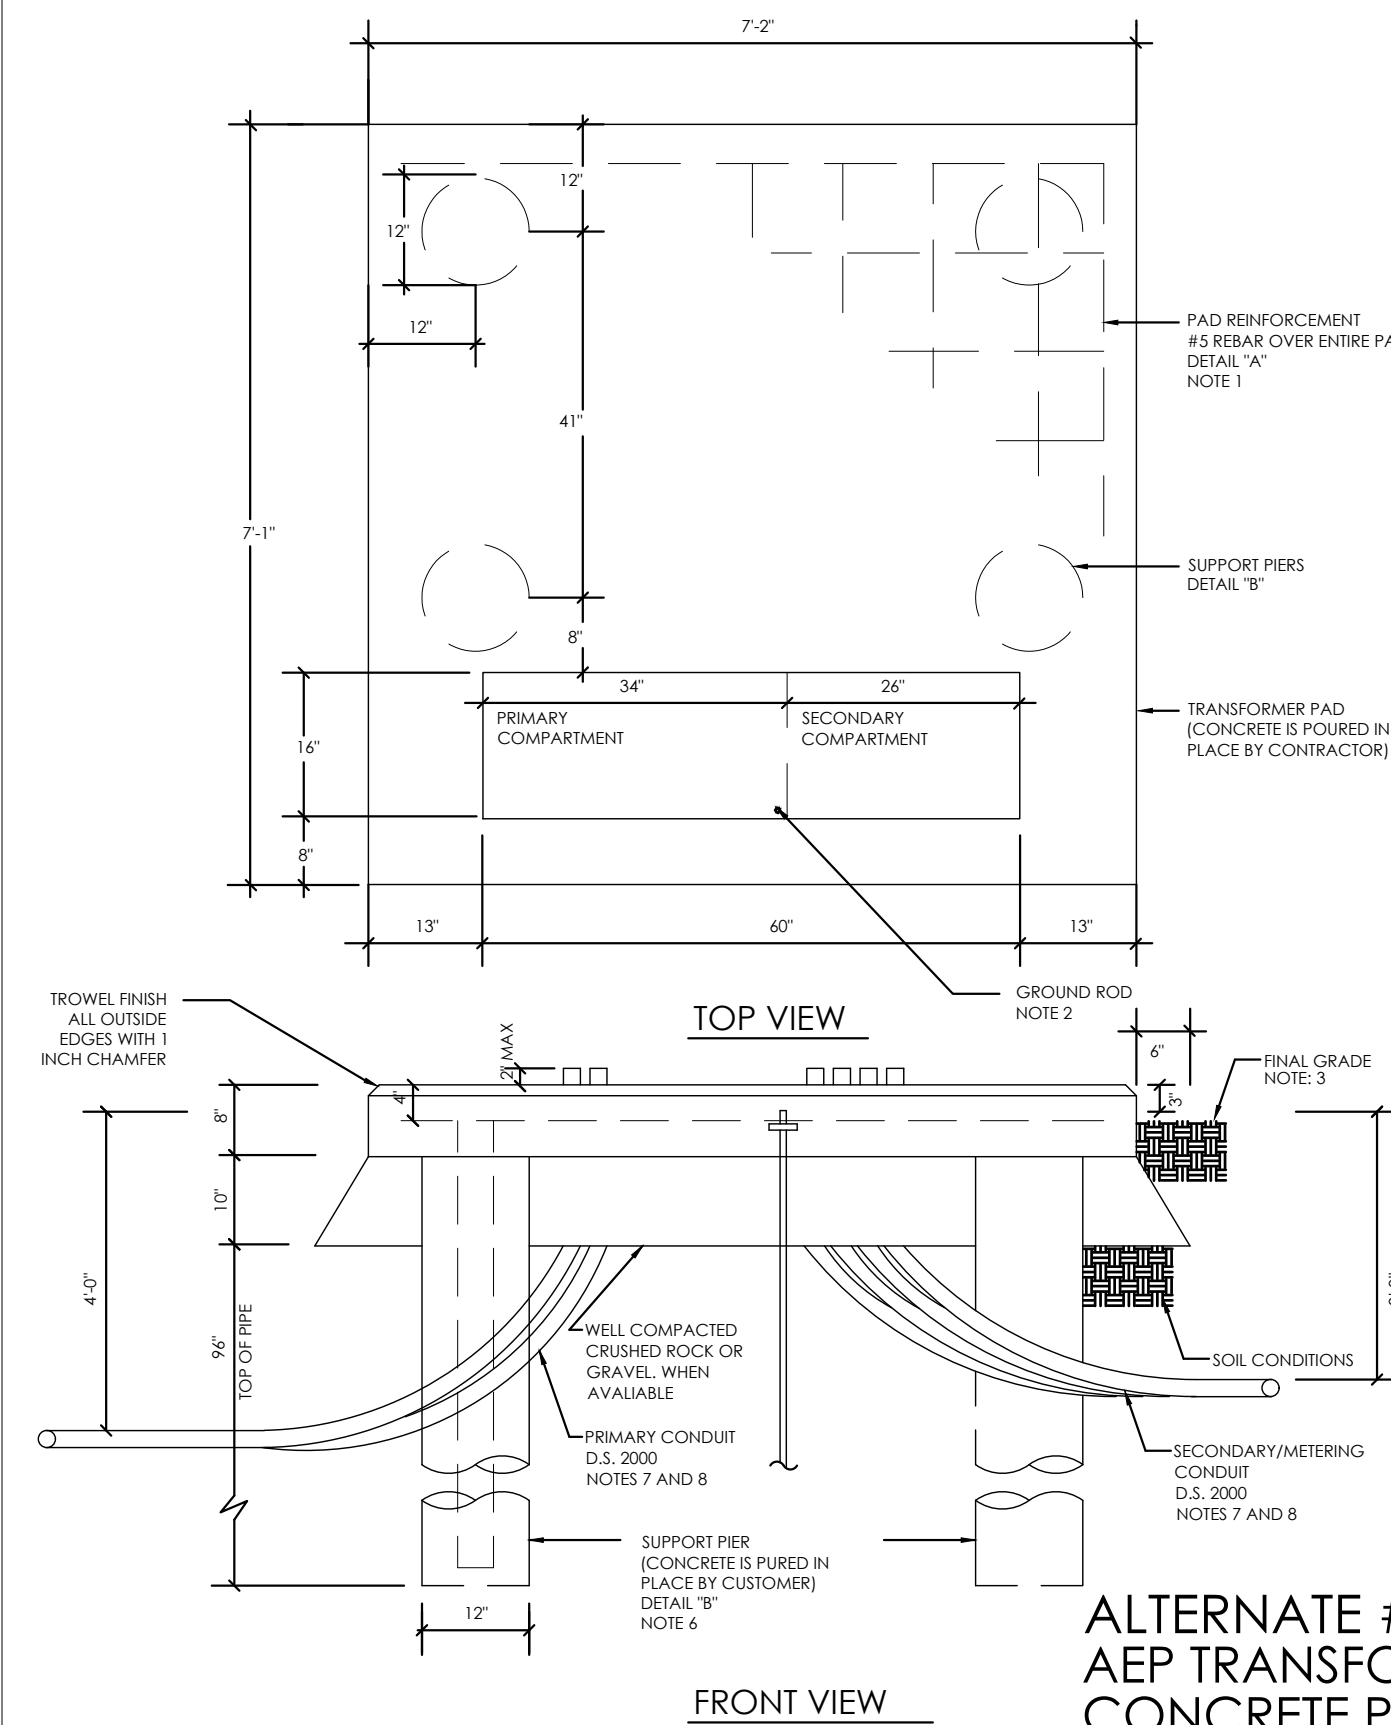 7'-2"
12"
12"
12"
41"
7'-1"
8"
34"
26"
PRIMARY
COMPARTMENT
SECONDARY
COMPARTMENT
16"
8"
13"
60"
13"
PAD REINFORCEMENT
#5 REBAR OVER ENTIRE
DETAIL "A"
NOTE 1
SUPPORT PIERS
DETAIL "B"
TRANSFORMER PAD
(CONCRETE IS POURED IN
PLACE BY CONTRACTOR)
GROUND ROD
NOTE 2
TOP VIEW
TROWEL FINISH
ALL OUTSIDE
EDGES WITH 1
INCH CHAMFER
2" MAX
4"
6"
3"
FINAL GRADE
NOTE: 3
8"
10"
4'-0"
96"
TOP OF PIPE
WELL COMPACTED
CRUSHED ROCK OR
GRAVEL. WHEN
AVALIABLE
SOIL CONDITIONS
PRIMARY CONDUIT
D.S. 2000
NOTES 7 AND 8
SECONDARY/METERING
CONDUIT
D.S. 2000
NOTES 7 AND 8
SUPPORT PIER
(CONCRETE IS PURED IN
PLACE BY CUSTOMER)
DETAIL "B"
NOTE 6
12"
FRONT VIEW
ALTERNATE #
AEP
CONCRETE